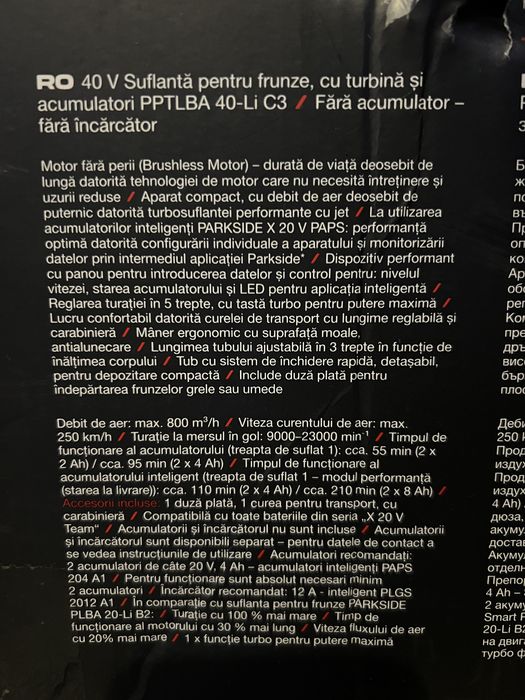 RO 40 V Suflantă pentru frunze, cu turbină și
acumulatori PPTLBA 40-Li C3 / Fără acumulator –
fără încărcător
Motor fără perii (Brushless Motor) – durată de viață deosebit de
lungă datorită tehnologiei de motor care nu necesită întreținere și
uzurii reduse / Aparat compact, cu debit de aer deosebit de
puternic datorită turbosuflantei performante cu jet / La utilizarea
acumulatorilor inteligenți PARKSIDE X 20 V PAPS: performanță
optimă datorită configurării individuale a aparatului și monitorizării
datelor prin intermediul aplicației Parkside* / Dispozitiv performant
cu panou pentru introducerea datelor și control pentru: nivelul
vitezei, starea acumulatorului și LED pentru aplicația inteligentă /
Reglarea turației în 5 trepte, cu tastă turbo pentru putere maximă /
Lucru confortabil datorită curelei de transport cu lungime reglabilă și
carabinieră / Mâner ergonomic cu suprafață moale,
antialunecare / Lungimea tubului ajustabilă în 3 trepte în funcție de
înălțimea corpului / Tub cu sistem de închidere rapidă, detașabil,
pentru depozitare compactă / Include duză plată pentru
îndepărtarea frunzelor grele sau umede
Debit de aer: max. 800 m³/h / Viteza curentului de aer: max.
250 km/h / Turație la mersul în gol: 9000–23000 min⁻¹ / Timpul de
funcționare al acumulatorului (treapta de suflat 1): cca. 55 min (2 x
2 Ah) / cca. 95 min (2 x 4 Ah) / Timpul de funcționare al
acumulatorului inteligent (treapta de suflat 1 – modul performanță
(starea la livrare)): cca. 110 min (2 x 4 Ah) / cca. 210 min (2 x 8 Ah) /
Accesorii incluse: 1 duză plată, 1 curea pentru transport, cu
carabinieră / Compatibilă cu toate bateriile din seria „X 20 V
Team” / Acumulatorii și încărcătorul nu sunt incluse / Acumulatorii
și încărcătorul sunt disponibili separat – pentru datele de contact a
se vedea instrucțiunile de utilizare / Acumulatori recomandați:
2 acumulatori de câte 20 V, 4 Ah – acumulatori inteligenți PAPS
204 A1 / Pentru funcționare sunt absolut necesari minim
2 acumulatori / Încărcător recomandat: 12 A - inteligent PLGS
2012 A1 / În comparație cu suflanta pentru frunze PARKSIDE
PLBA 20-Li B2: / Turație cu 100 % mai mare / Timp de
funcționare al motorului cu 30 % mai lung / Viteza fluxului de aer
cu 20% mai mare / 1 x funcție turbo pentru putere maximă